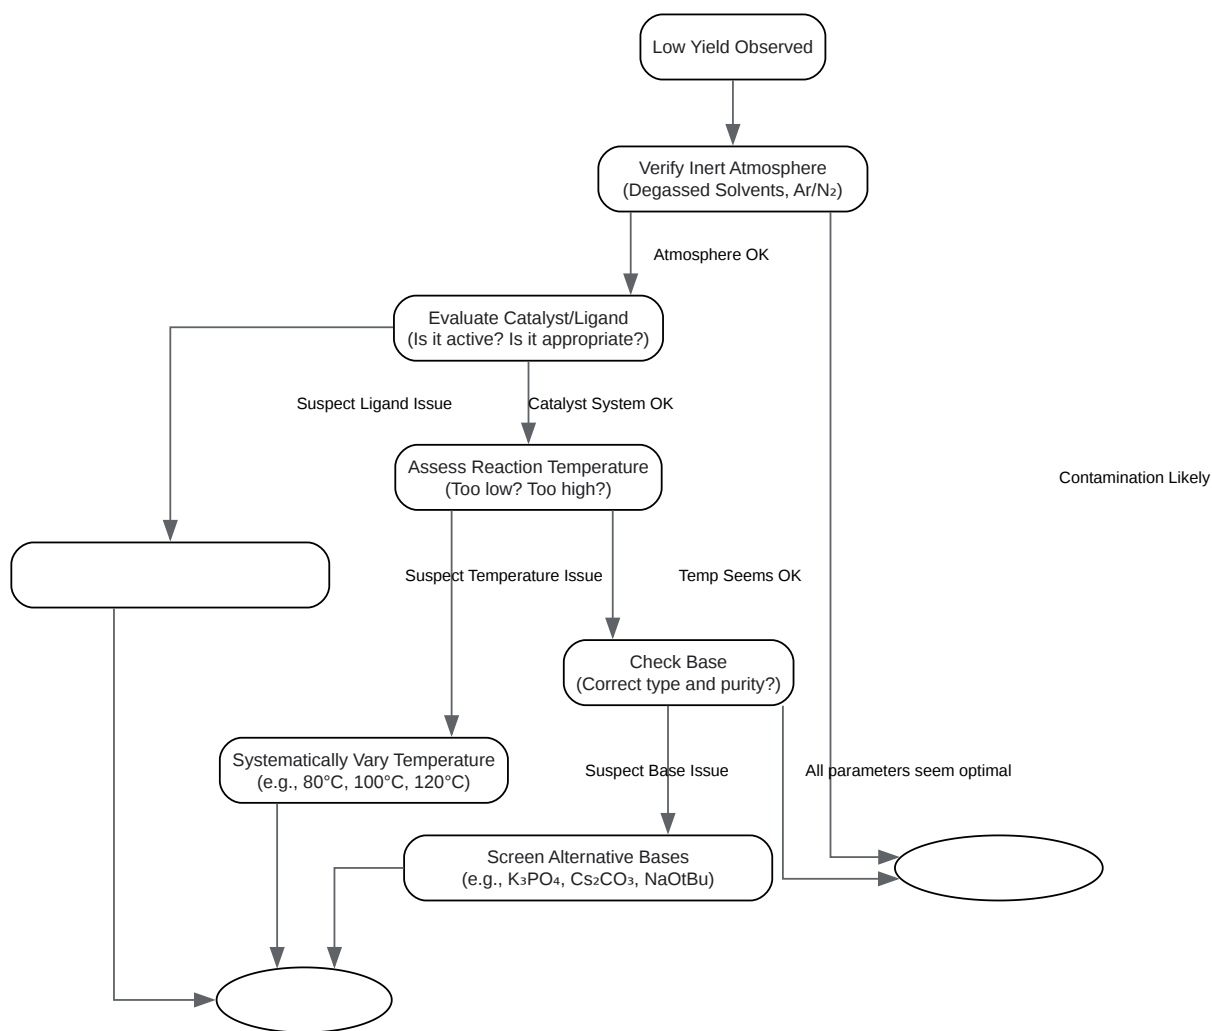 Low Yield Observed
Verify Inert Atmosphere
(Degassed Solvents, Ar/N₂)
Atmosphere OK
Evaluate Catalyst/Ligand
(Is it active? Is it appropriate?)
Suspect Ligand Issue
Catalyst System OK
Assess Reaction Temperature
(Too low? Too high?)
Contamination Likely
Suspect Temperature Issue
Temp Seems OK
Check Base
(Correct type and purity?)
Systematically Vary Temperature
(e.g., 80°C, 100°C, 120°C)
Suspect Base Issue
All parameters seem optimal
Screen Alternative Bases
(e.g., K₃PO₄, Cs₂CO₃, NaOtBu)